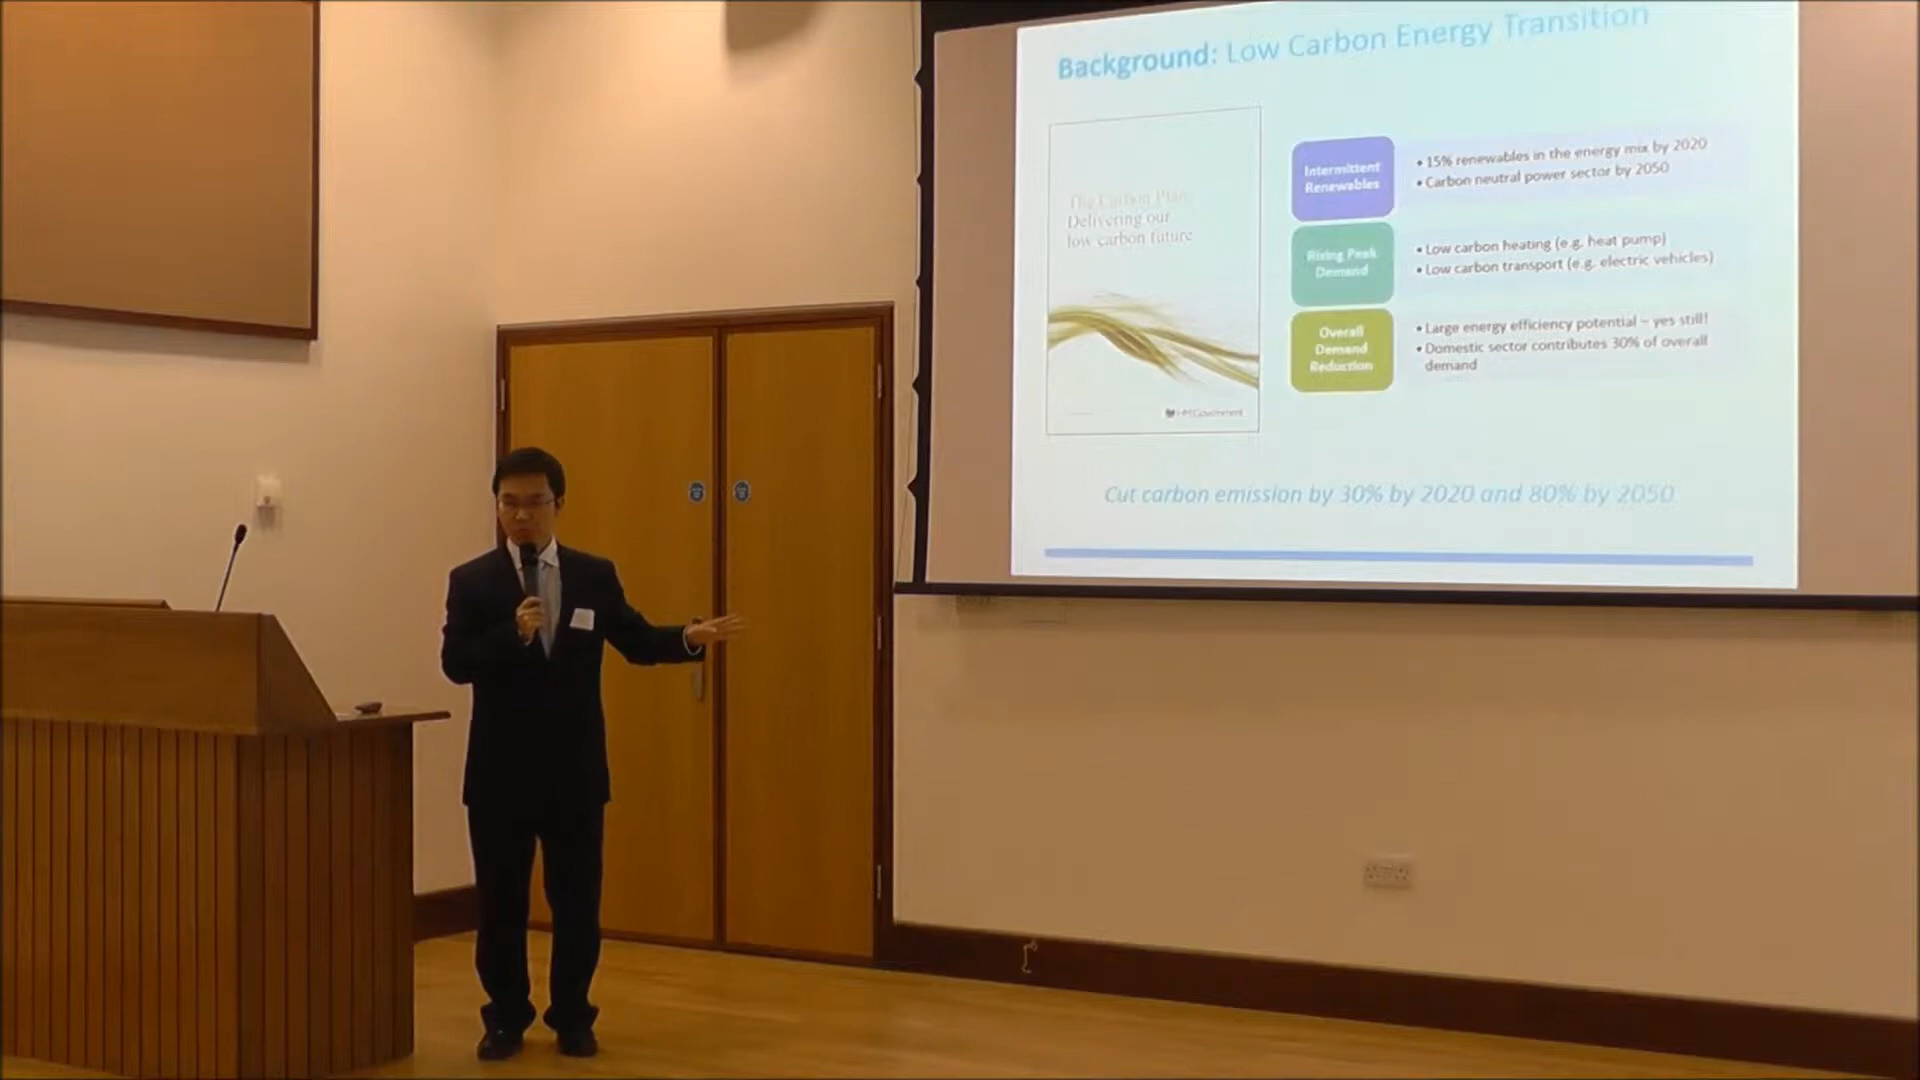 Background: Low Carbon Energy Transition
The Carbon Plan:
Delivering our
low carbon future
HM Government
Intermittent
Renewables
• 15% renewables in the energy mix by 2020
• Carbon neutral power sector by 2050
Rising Peak
Demand
• Low carbon heating (e.g. heat pump)
• Low carbon transport (e.g. electric vehicles)
Overall
Demand
Reduction
• Large energy efficiency potential – yes still!
• Domestic sector contributes 30% of overall
demand
Cut carbon emission by 30% by 2020 and 80% by 2050.